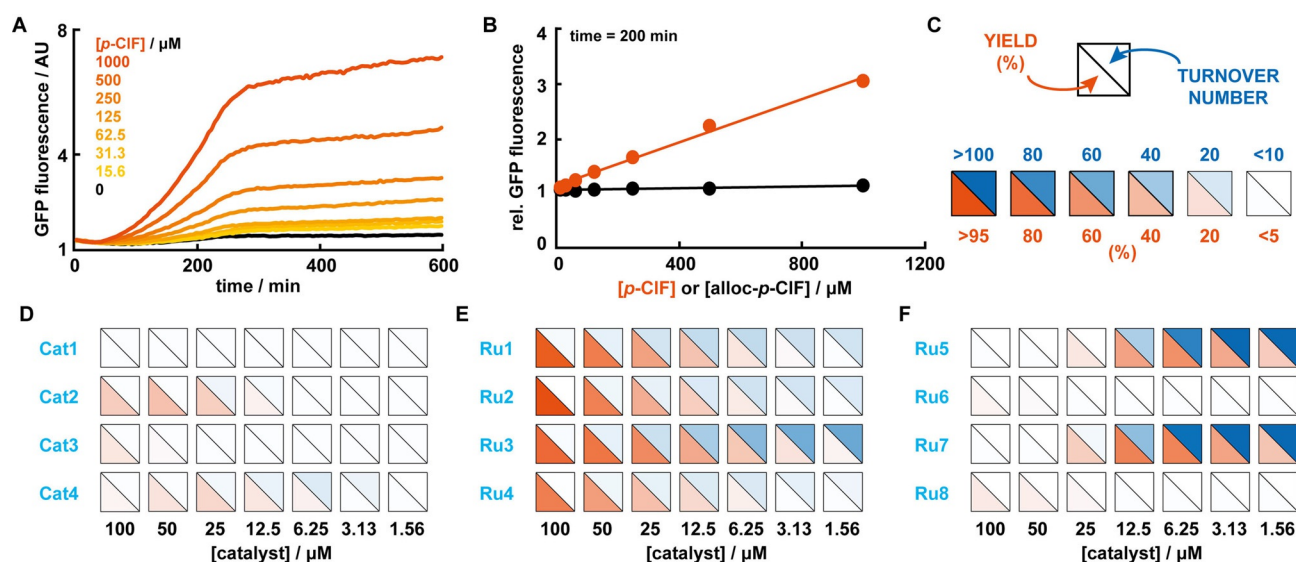 A
8
4
1
GFP fluorescence / AU
[p-ClF] / µM
1000
500
250
125
62.5
31.3
15.6
0
0
200
400
600
time / min
B
time = 200 min
4
3
2
1
0
rel. GFP fluorescence
0
400
800
1200
[p-ClF] or [alloc-p-ClF] / µM
C
YIELD
(%)
TURNOVER
NUMBER
>100 80 60 40 20 <10
>95 80 60 40 20 <5
(%)
D
Cat1
Cat2
Cat3
Cat4
100 50 25 12.5 6.25 3.13 1.56
[catalyst] / µM
E
Ru1
Ru2
Ru3
Ru4
100 50 25 12.5 6.25 3.13 1.56
[catalyst] / µM
F
Ru5
Ru6
Ru7
Ru8
100 50 25 12.5 6.25 3.13 1.56
[catalyst] / µM